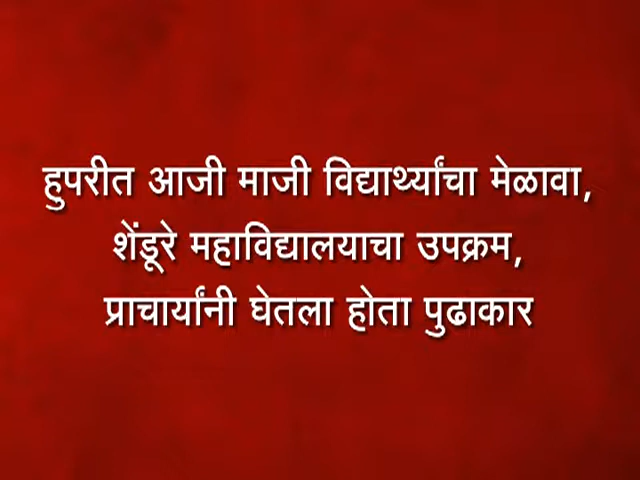 हुपरीत आजी माजी विद्यार्थ्यांचा मेळावा,
शेंडूरे महाविद्यालयाचा उपक्रम,
प्राचार्यांनी घेतला होता पुढाकार